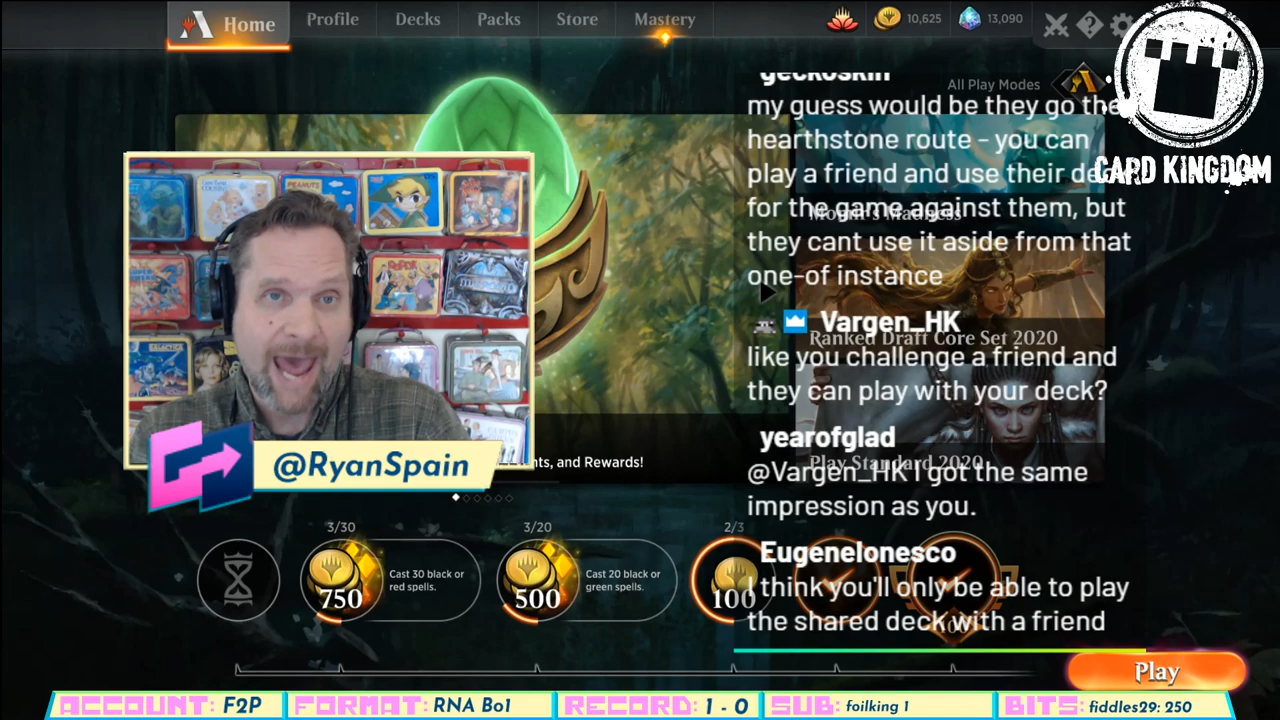 Home
Profile
Decks
Packs
Store
Mastery
10,625
13,090
All Play Modes
CARD KINGDOM
geckoskin
my guess would be they go the
hearthstone route - you can
play a friend and use their de
for the game against them, but
they cant use it aside from that
one-of instance
Momir's Madness
Vargen_HK
Ranked Draft Core Set 2020
like you challenge a friend and
they can play with your deck?
yearofglad
Play Standard 2020
@Vargen_HK I got the same
impression as you.
Eugenelonesco
I think you'll only be able to play
the shared deck with a friend
PEANUTS
POPEYE
@RyanSpain
nts, and Rewards!
3/30
750
Cast 30 black or
red spells.
3/20
500
Cast 20 black or
green spells.
2/3
100
Play
ACCOUNT: F2P
FORMAT: RNA Bo1
RECORD: 1 - 0
SUB: foilking 1
BITS: fiddles29: 250